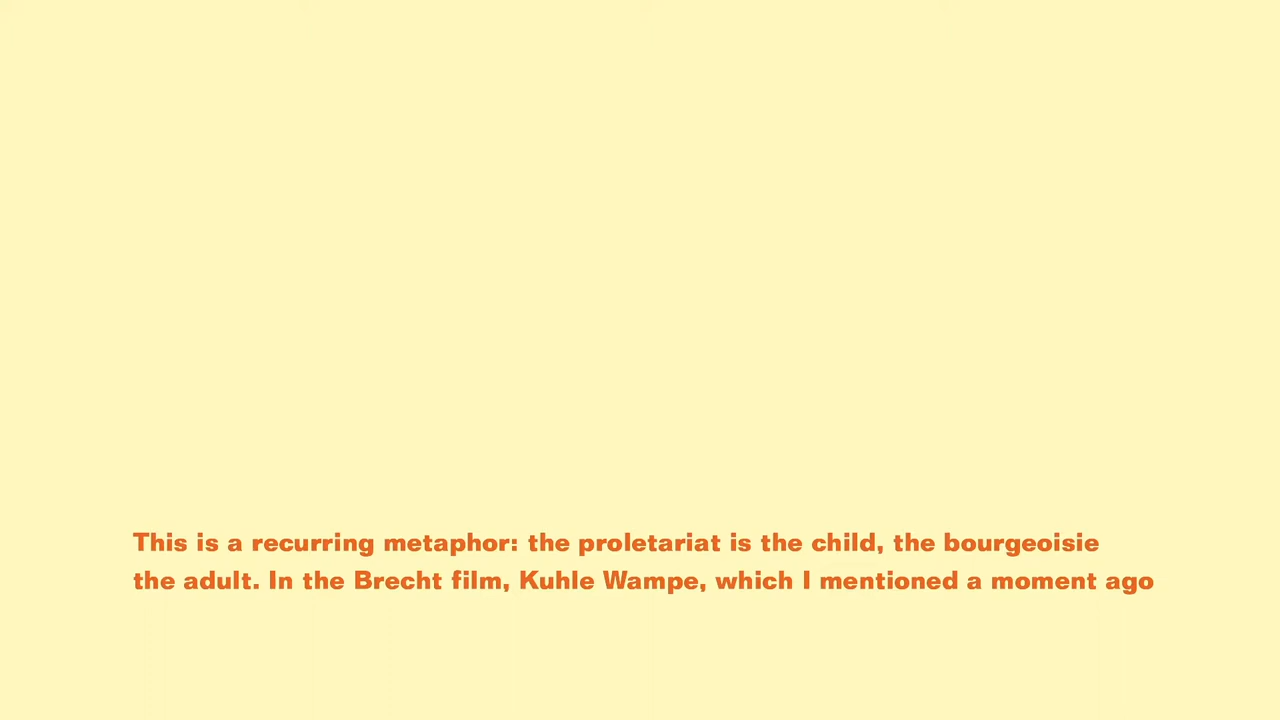 This is a recurring metaphor: the proletariat is the child, the bourgeoisie
the adult. In the Brecht film, Kuhle Wampe, which I mentioned a moment ago